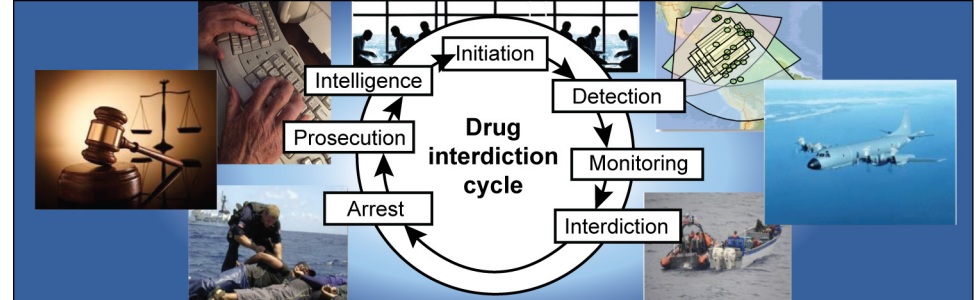 Initiation
Detection
Monitoring
Interdiction
Arrest
Prosecution
Intelligence
Drug
interdiction
cycle